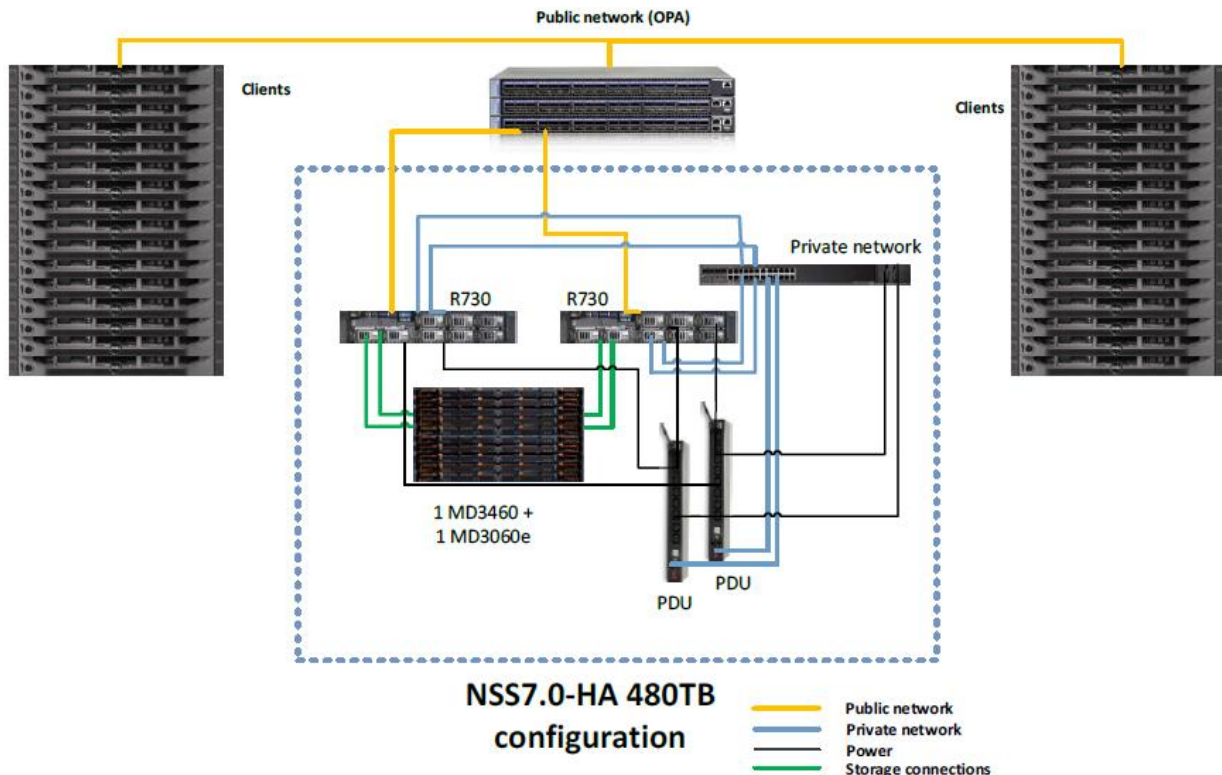 Public network (OPA)
Clients
Clients
Private network
R730
R730
1 MD3460 +
1 MD3060e
PDU
PDU
NSS7.0-HA 480TB
configuration
Public network
Private network
Power
Storage connections